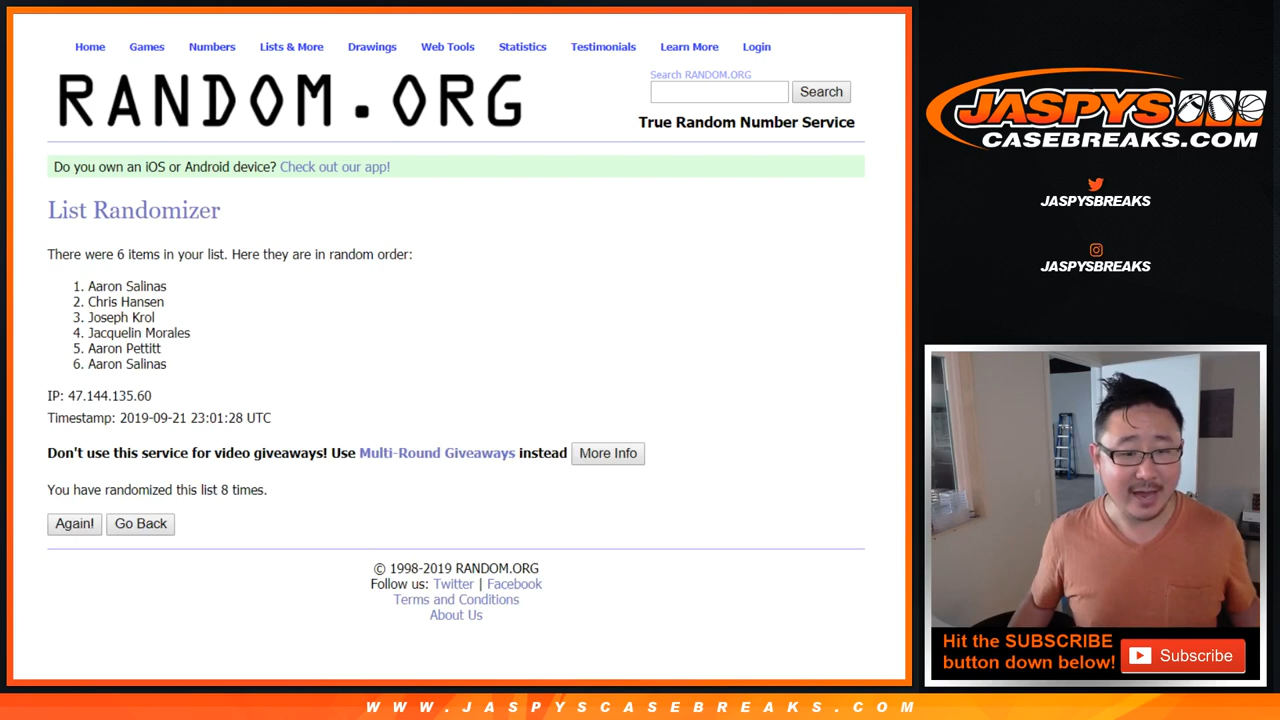 Home Games Numbers Lists & More Drawings Web Tools Statistics Testimonials Learn More Login
RANDOM.ORG
Search RANDOM.ORG
Search
True Random Number Service
Do you own an iOS or Android device? Check out our app!
List Randomizer
There were 6 items in your list. Here they are in random order:
1. Aaron Salinas
2. Chris Hansen
3. Joseph Krol
4. Jacquelin Morales
5. Aaron Pettitt
6. Aaron Salinas
IP: 47.144.135.60
Timestamp: 2019-09-21 23:01:28 UTC
Don't use this service for video giveaways! Use Multi-Round Giveaways instead More Info
You have randomized this list 8 times.
Again! Go Back
© 1998-2019 RANDOM.ORG
Follow us: Twitter | Facebook
Terms and Conditions
About Us
JASPYS
CASEBREAKS.COM
JASPYSBREAKS
JASPYSBREAKS
Hit the SUBSCRIBE
button down below!
Subscribe
WWW.JASPYSCASEBREAKS.COM